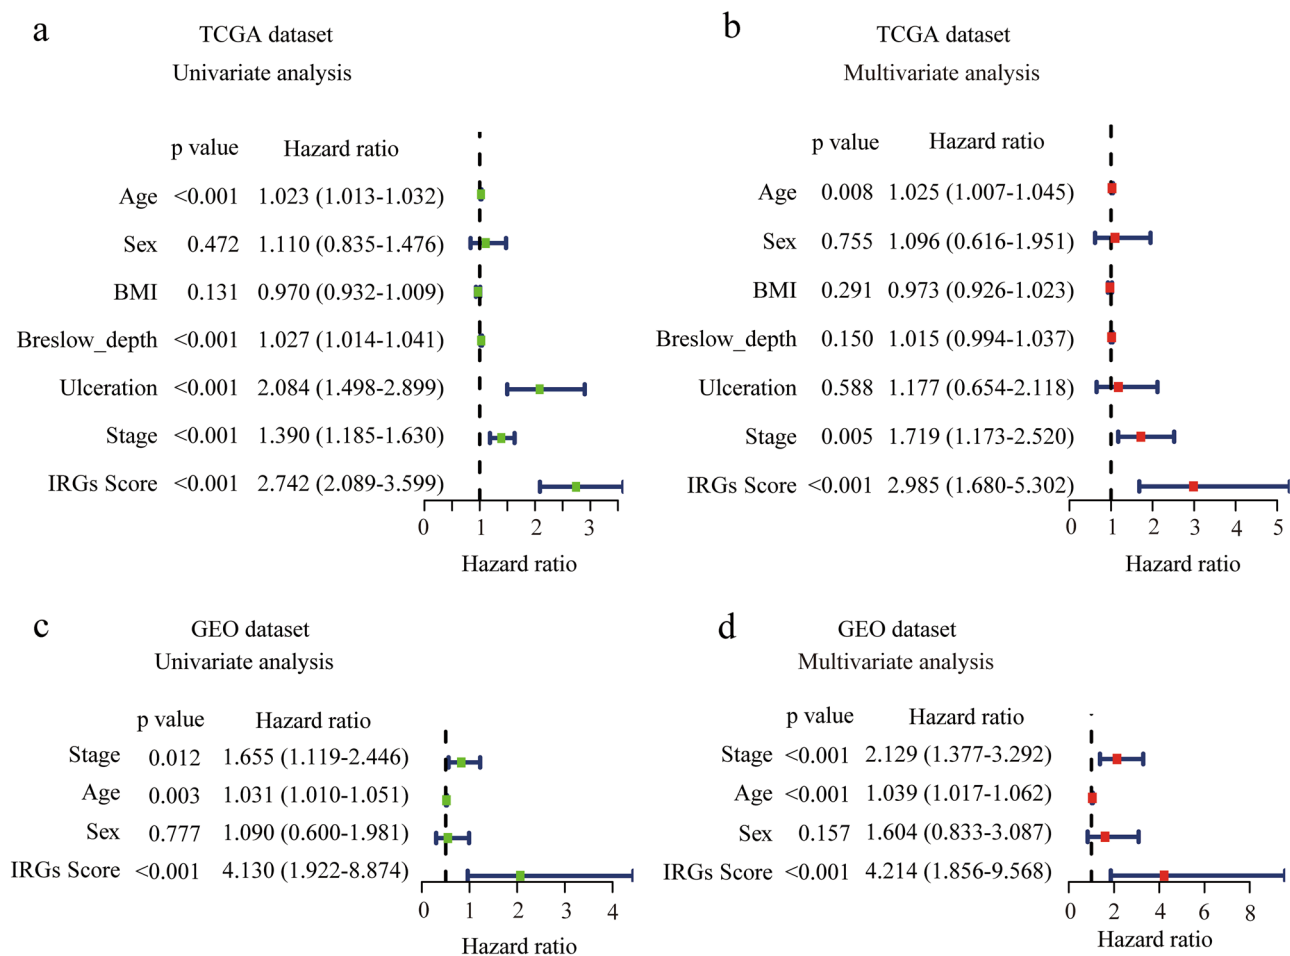 a
TCGA dataset
Univariate analysis
p value Hazard ratio
Age <0.001 1.023 (1.013-1.032)
Sex 0.472 1.110 (0.835-1.476)
BMI 0.131 0.970 (0.932-1.009)
Breslow_depth <0.001 1.027 (1.014-1.041)
Ulceration <0.001 2.084 (1.498-2.899)
Stage <0.001 1.390 (1.185-1.630)
IRGs Score <0.001 2.742 (2.089-3.599)
0 1 2 3
Hazard ratio
b
TCGA dataset
Multivariate analysis
p value Hazard ratio
Age 0.008 1.025 (1.007-1.045)
Sex 0.755 1.096 (0.616-1.951)
BMI 0.291 0.973 (0.926-1.023)
Breslow_depth 0.150 1.015 (0.994-1.037)
Ulceration 0.588 1.177 (0.654-2.118)
Stage 0.005 1.719 (1.173-2.520)
IRGs Score <0.001 2.985 (1.680-5.302)
0 1 2 3 4 5
Hazard ratio
c
GEO dataset
Univariate analysis
p value Hazard ratio
Stage 0.012 1.655 (1.119-2.446)
Age 0.003 1.031 (1.010-1.051)
Sex 0.777 1.090 (0.600-1.981)
IRGs Score <0.001 4.130 (1.922-8.874)
0 1 2 3 4
Hazard ratio
d
GEO dataset
Multivariate analysis
p value Hazard ratio
Stage <0.001 2.129 (1.377-3.292)
Age <0.001 1.039 (1.017-1.062)
Sex 0.157 1.604 (0.833-3.087)
IRGs Score <0.001 4.214 (1.856-9.568)
0 2 4 6 8
Hazard ratio